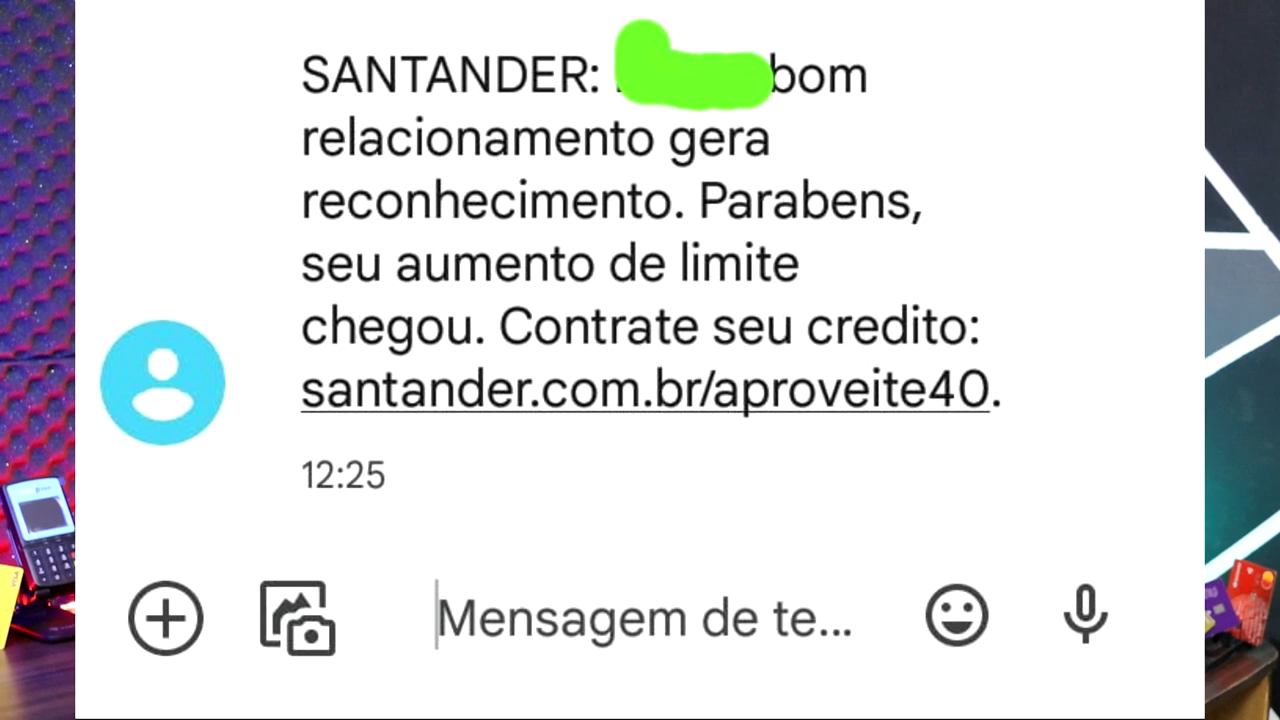 SANTANDER: bom
relacionamento gera
reconhecimento. Parabens,
seu aumento de limite
chegou. Contrate seu credito:
santander.com.br/aproveite40.
12:25
Mensagem de te...